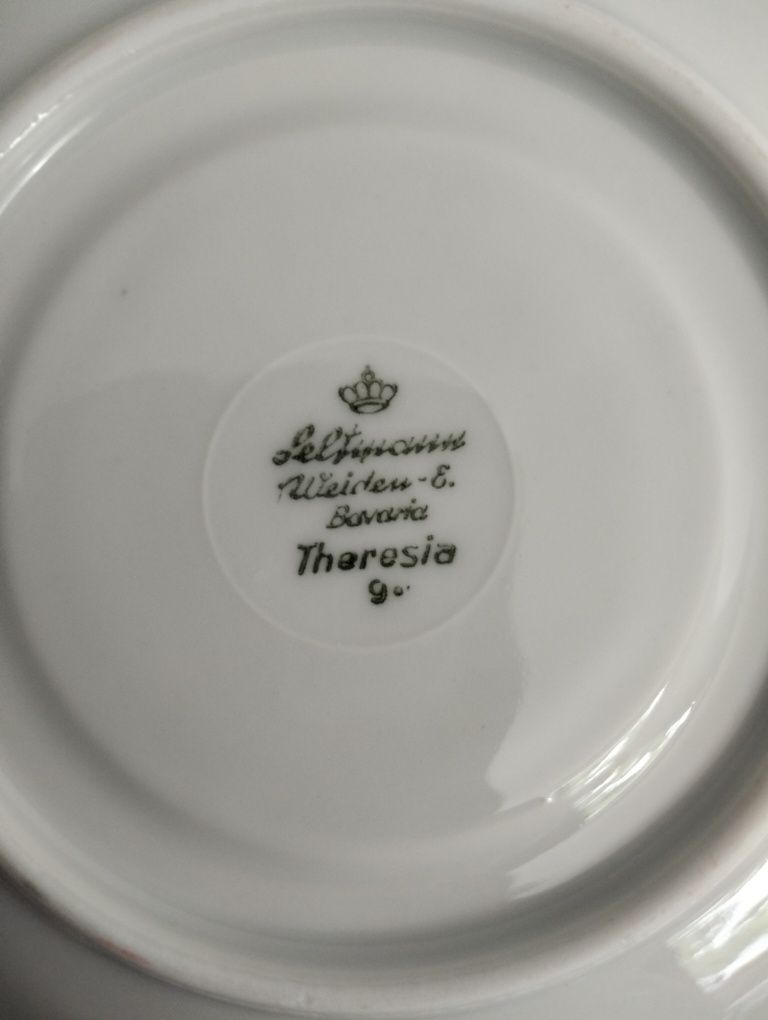 Seltmann
Weiden-E.
Bavaria
Theresia
9